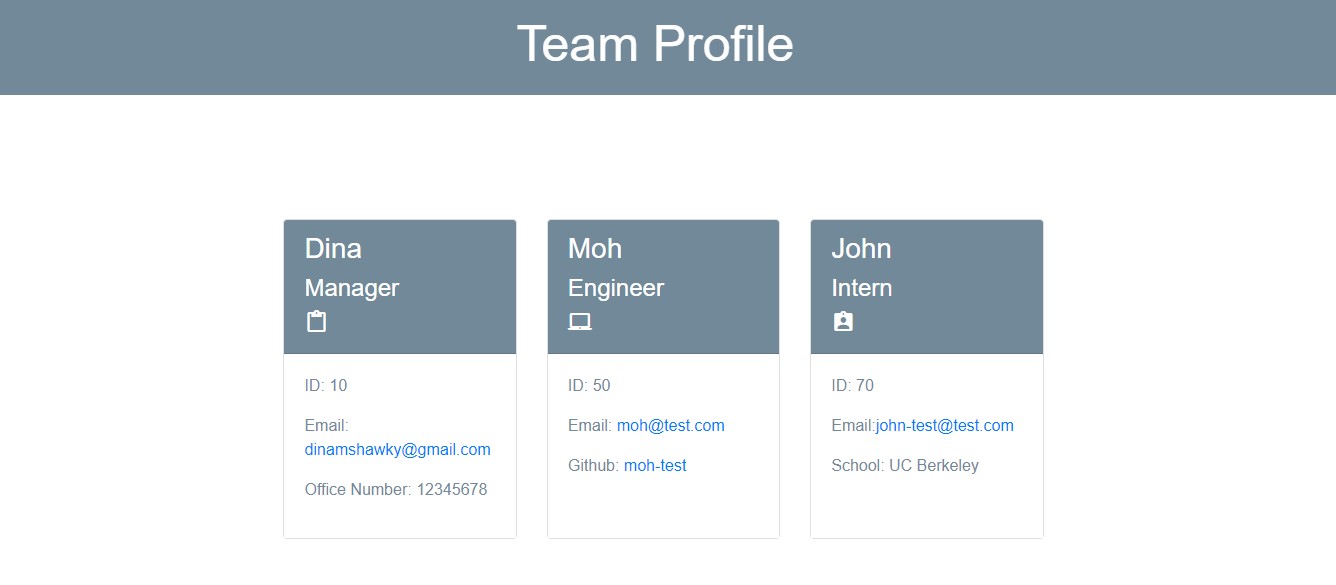 Team Profile
Dina
Manager
ID: 10
Email:
dinamshawky@gmail.com
Office Number: 12345678
Moh
Engineer
ID: 50
Email: moh@test.com
Github: moh-test
John
Intern
ID: 70
Email:john-test@test.com
School: UC Berkeley